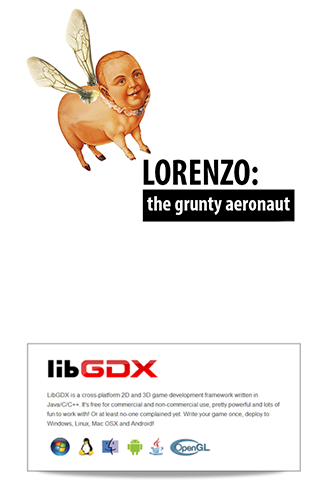 LORENZO:
the grunty aeronaut
libGDX
LibGDX is a cross-platform 2D and 3D game development framework written in
Java/C/C++. It's free for commercial and non-commercial use, pretty powerful and lots of
fun to work with! Or at least no-one complained yet. Write your game once, deploy to
Windows, Linux, Mac OSX and Android!
OpenGL